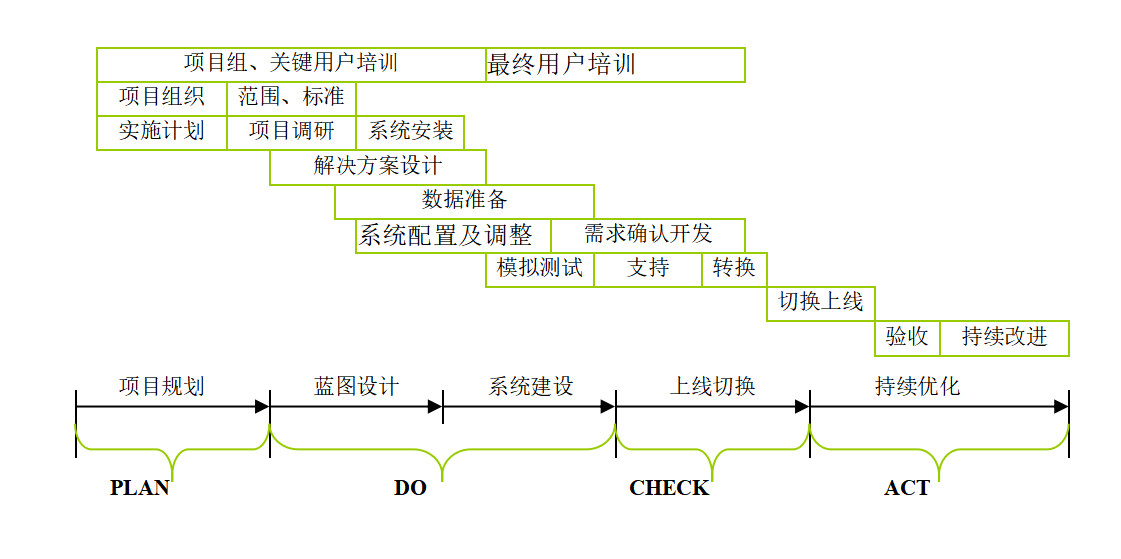 项目组、关键用户培训 最终用户培训
项目组织 范围、标准
实施计划 项目调研 系统安装
解决方案设计
数据准备
系统配置及调整 需求确认开发
模拟测试 支持 转换
切换上线
验收 持续改进
项目规划 蓝图设计 系统建设 上线切换 持续优化
PLAN DO CHECK ACT